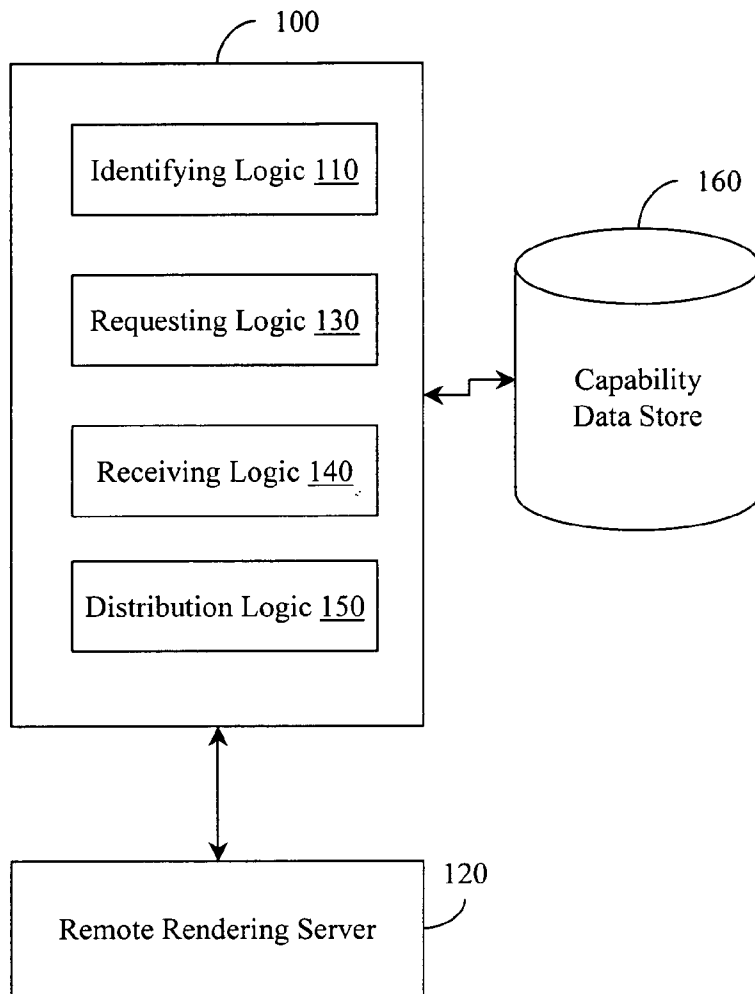 100
Identifying Logic 110
160
Requesting Logic 130
Capability
Data Store
Receiving Logic 140
Distribution Logic 150
120
Remote Rendering Server